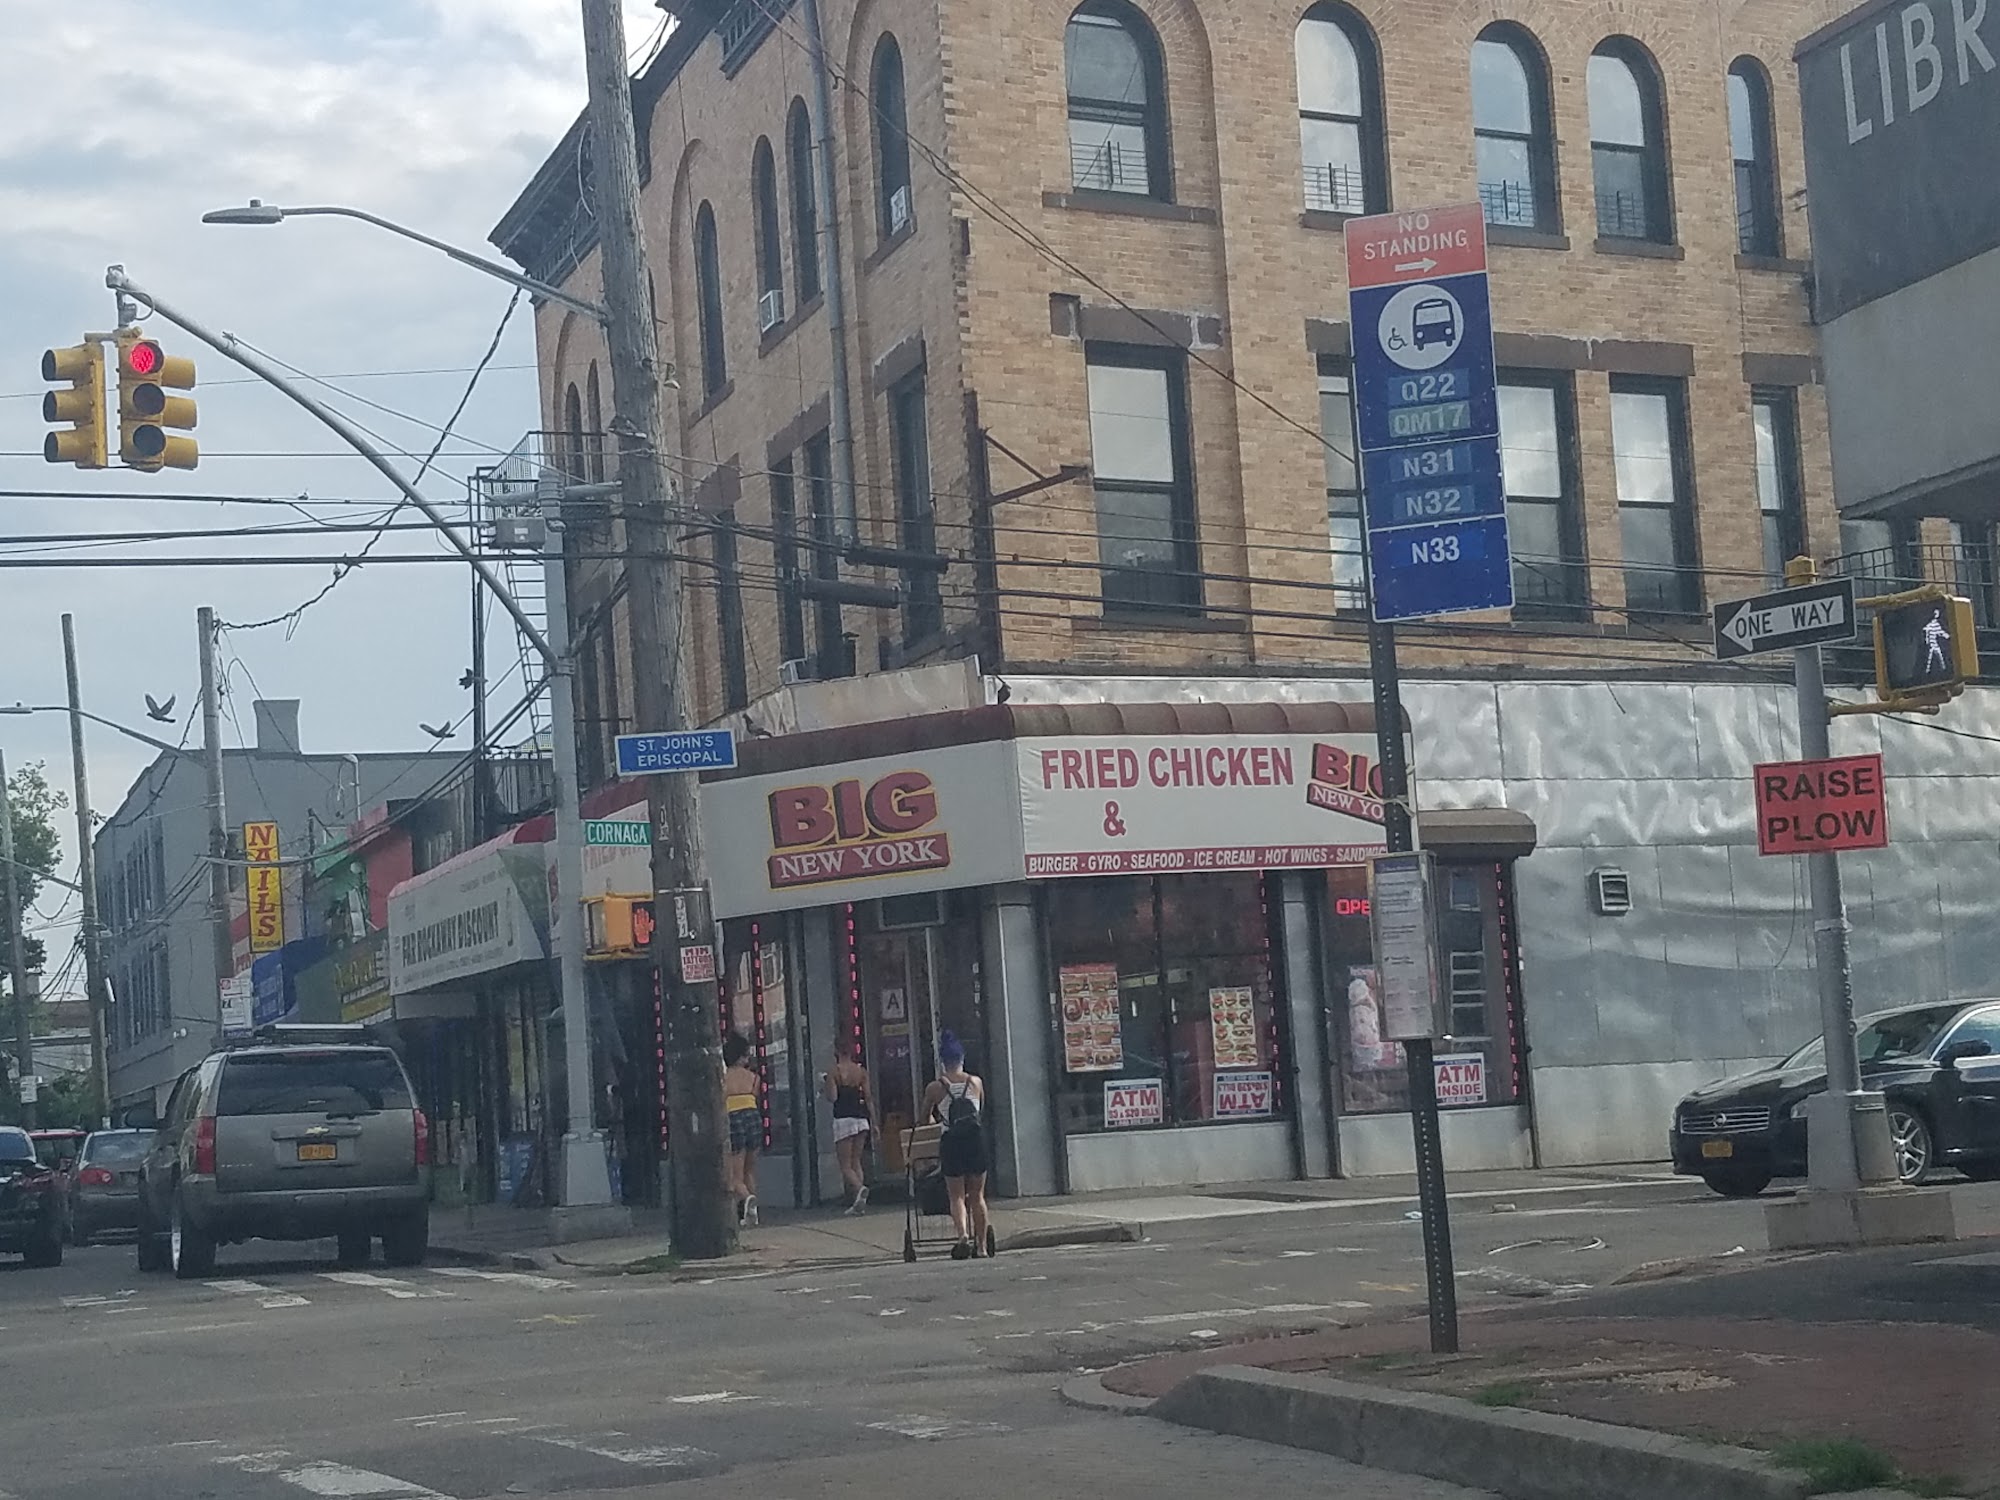 LIBR
NO
STANDING
Q22
QM17
N31
N32
N33
ONE WAY
RAISE
PLOW
ST. JOHN'S
EPISCOPAL
CORNAGA
BIG
NEW YORK
FRIED CHICKEN
&
BIG
NEW YO
BURGER - GYRO - SEAFOOD - ICE CREAM - HOT WINGS - SANDWIC
NAILS
FAR ROCKAWAY DISCOUNT
OPE
A
ATM
ATM
ATM
INSIDE